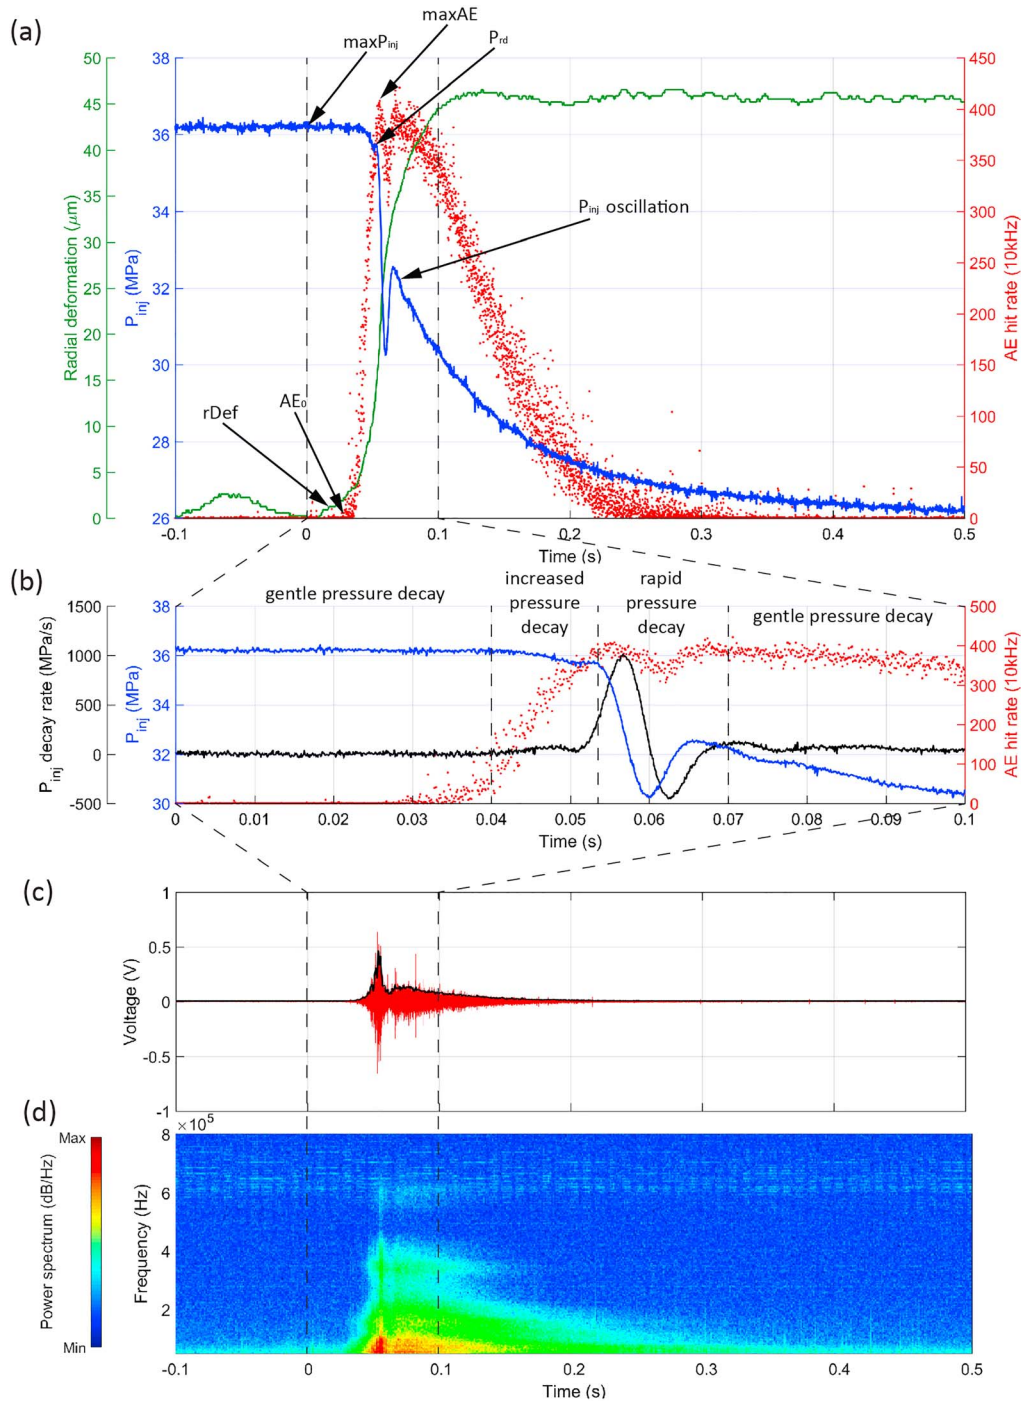 (a)
maxAE
maxPinj
Prd
50
45
40
35
30
25
20
15
10
5
0
Radial deformation (μm)
38
36
34
32
30
28
26
Pinj (MPa)
Pinj oscillation
rDef
AE0
450
400
350
300
250
200
150
100
50
0
AE hit rate (10kHz)
-0.1
0
0.1
0.2
0.3
0.4
0.5
Time (s)
(b)
gentle pressure decay
increased
pressure
decay
rapid
pressure
decay
gentle pressure decay
1500
1000
500
0
-500
Pinj decay rate (MPa/s)
38
36
34
32
30
Pinj (MPa)
500
400
300
200
100
0
AE hit rate (10kHz)
0
0.01
0.02
0.03
0.04
0.05
0.06
0.07
0.08
0.09
0.1
Time (s)
(c)
1
0.5
0
-0.5
-1
Voltage (V)
(d)
Max
Min
Power spectrum (dB/Hz)
×10⁵
8
6
4
2
Frequency (Hz)
-0.1
0
0.1
0.2
0.3
0.4
0.5
Time (s)